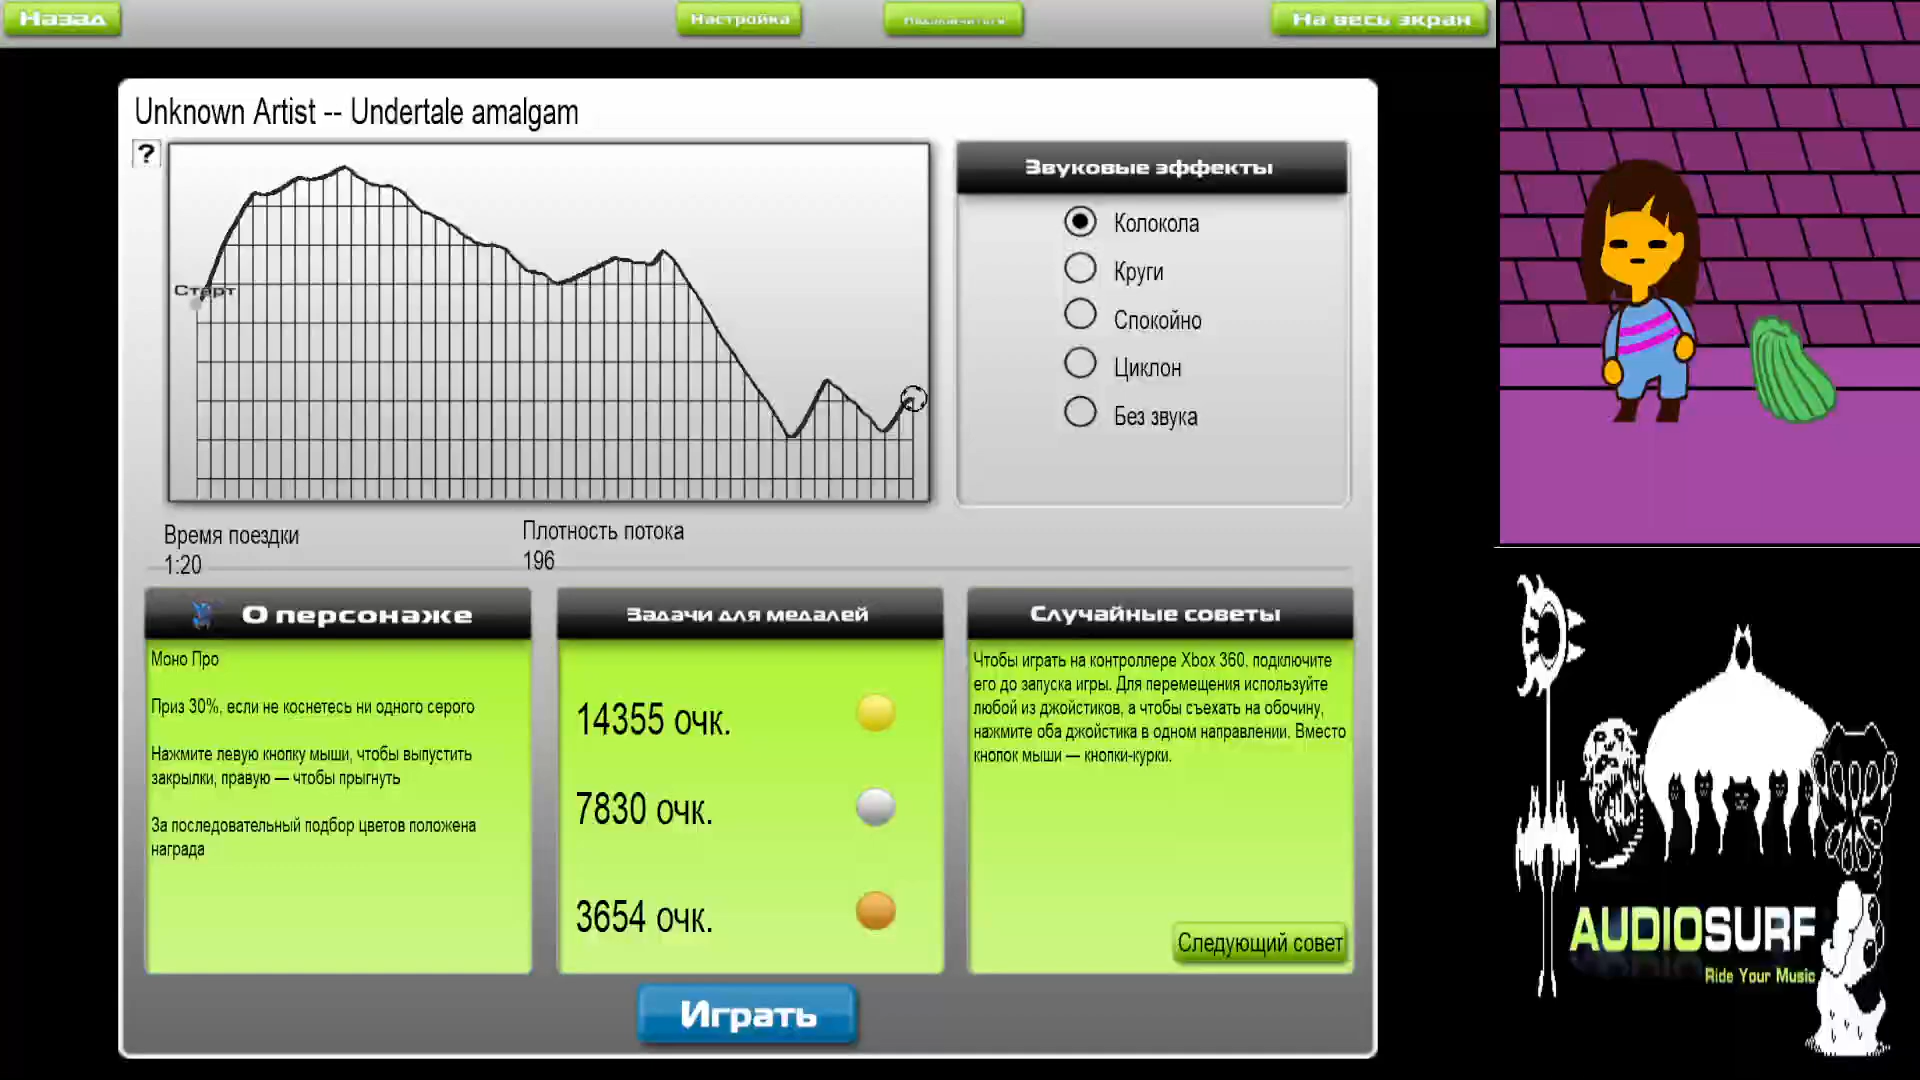 Назад
Настройка
Подключиться
На весь экран
Unknown Artist -- Undertale amalgam
?
Старт
Звуковые эффекты
Колокола
Круги
Спокойно
Циклон
Без звука
Время поездки
1:20
Плотность потока
196
О персонаже
Моно Про
Приз 30%, если не коснетесь ни одного серого
Нажмите левую кнопку мыши, чтобы выпустить
закрылки, правую — чтобы прыгнуть
За последовательный подбор цветов положена
награда
Задачи для медалей
14355 очк.
7830 очк.
3654 очк.
Случайные советы
Чтобы играть на контроллере Xbox 360, подключите
его до запуска игры. Для перемещения используйте
любой из джойстиков, а чтобы съехать на обочину,
нажмите оба джойстика в одном направлении. Вместо
кнопок мыши — кнопки-курки.
Следующий совет
Играть
AUDIOSURF
Ride Your Music